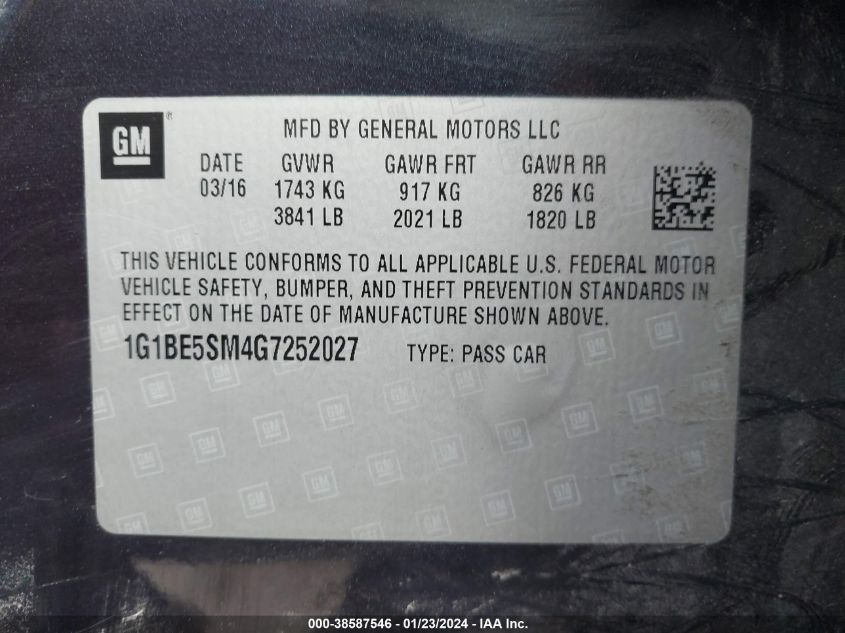 GM ®
MFD BY GENERAL MOTORS LLC
DATE GVWR GAWR FRT GAWR RR
03/16 1743 KG 917 KG 826 KG
3841 LB 2021 LB 1820 LB
THIS VEHICLE CONFORMS TO ALL APPLICABLE U.S. FEDERAL MOTOR
VEHICLE SAFETY, BUMPER, AND THEFT PREVENTION STANDARDS IN
EFFECT ON THE DATE OF MANUFACTURE SHOWN ABOVE.
1G1BE5SM4G7252027 TYPE: PASS CAR
000-38587546 - 01/23/2024 - IAA Inc.